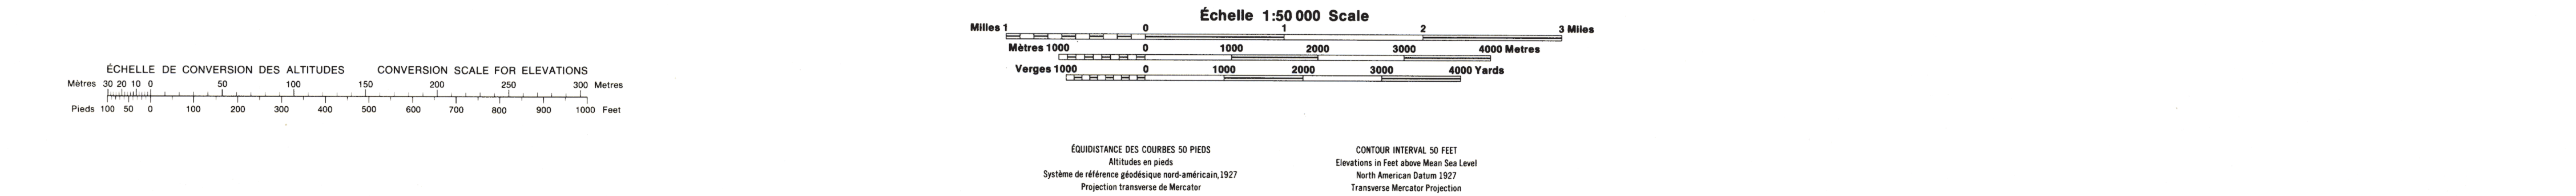 ÉCHELLE DE CONVERSION DES ALTITUDES CONVERSION SCALE FOR ELEVATIONS
Mètres 30 20 10 0 50 100 150 200 250 300 Metres
Pieds 100 50 0 100 200 300 400 500 600 700 800 900 1000 Feet
Échelle 1:50 000 Scale
Milles 1 0 1 2 3 Miles
Mètres 1000 0 1000 2000 3000 4000 Metres
Verges 1000 0 1000 2000 3000 4000 Yards
ÉQUIDISTANCE DES COURBES 50 PIEDS
Altitudes en pieds
Système de référence géodésique nord-américain, 1927
Projection transverse de Mercator
CONTOUR INTERVAL 50 FEET
Elevations in Feet above Mean Sea Level
North American Datum 1927
Transverse Mercator Projection